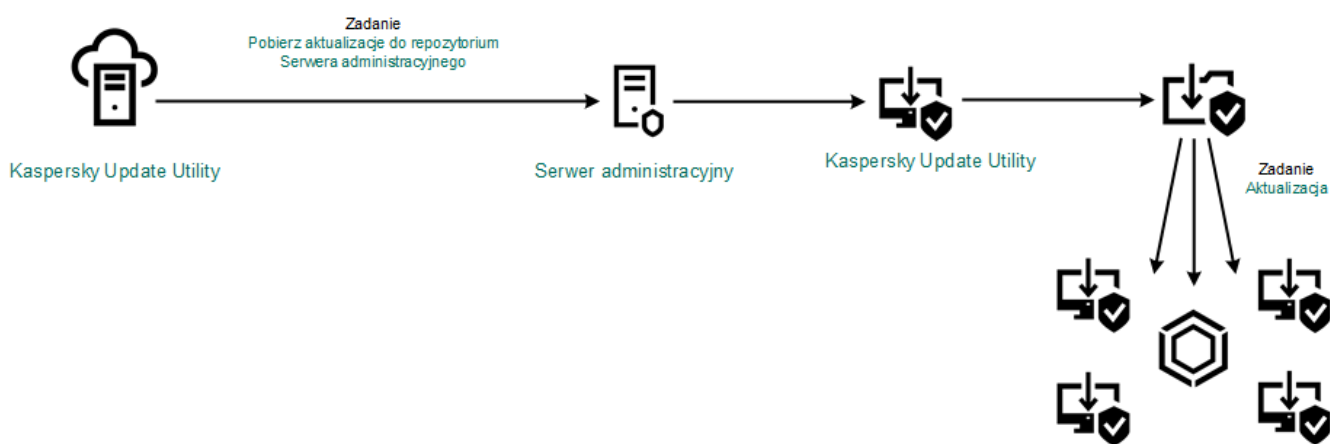 Zadanie
Pobierz aktualizacje do repozytorium
Serwera administracyjnego
Kaspersky Update Utility
Serwer administracyjny
Kaspersky Update Utility
Zadanie
Aktualizacja